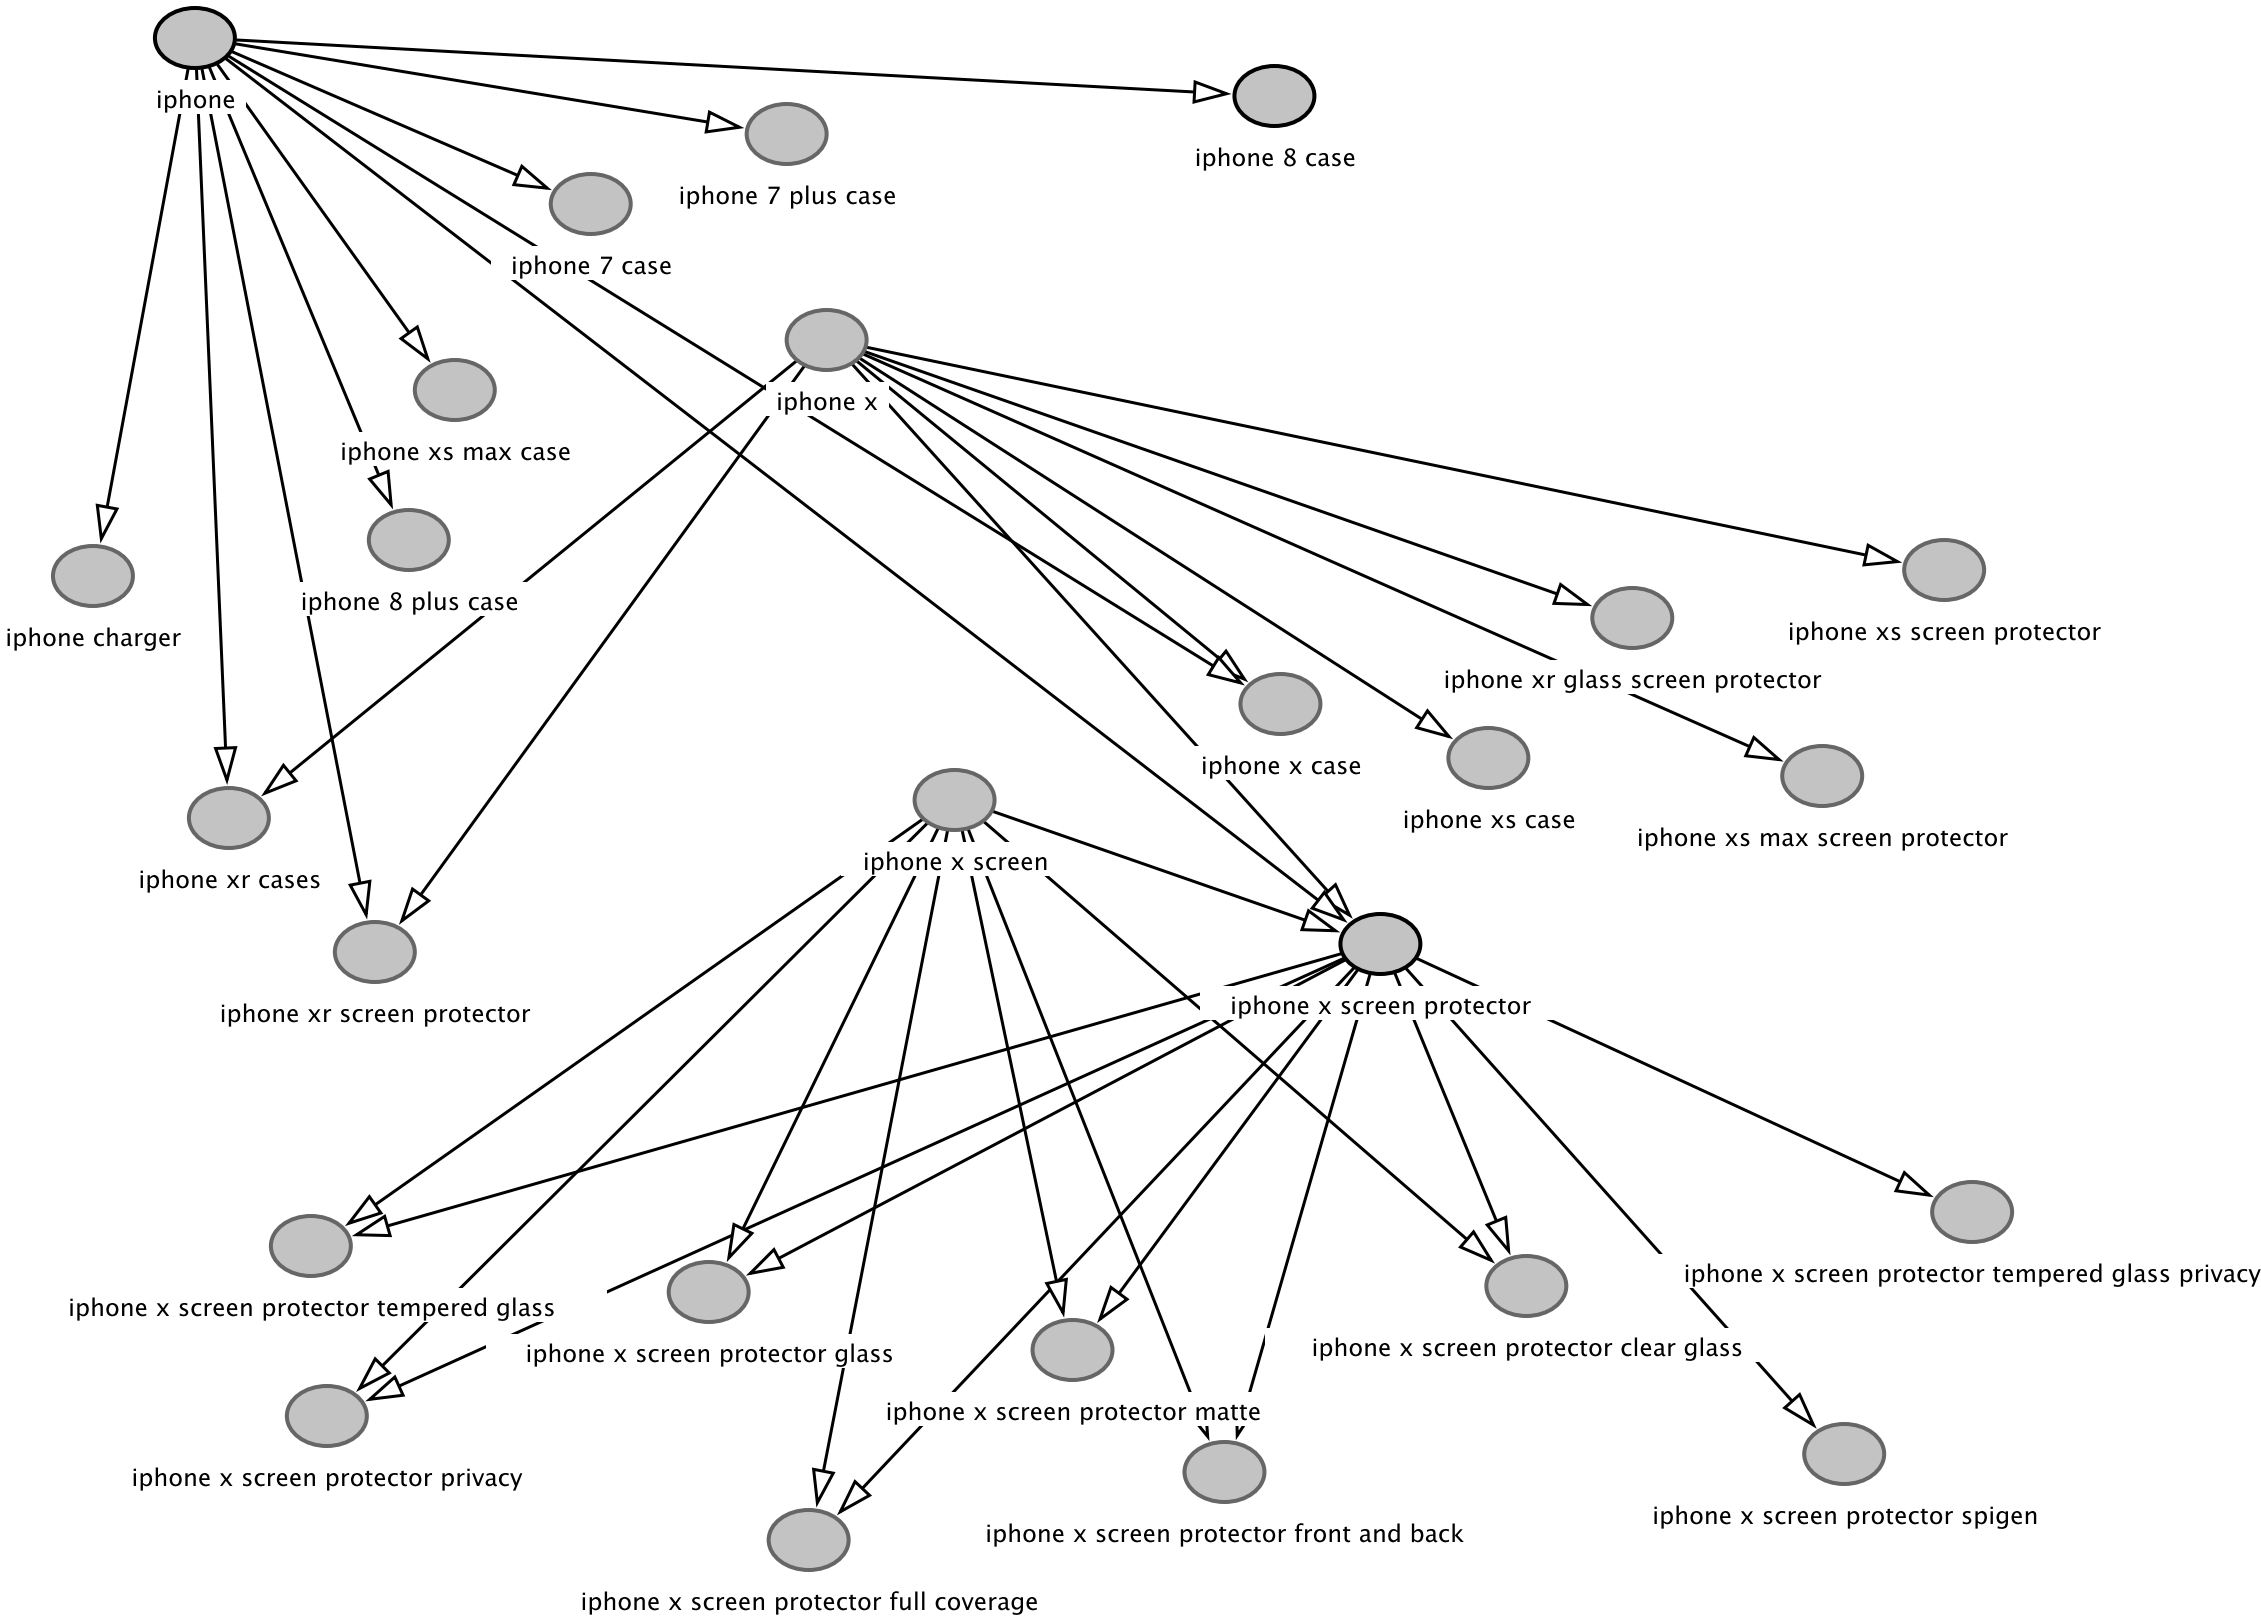 iphone
iphone 8 case
iphone 7 plus case
iphone 7 case
iphone x
iphone xs max case
iphone 8 plus case
iphone charger
iphone xs screen protector
iphone xr glass screen protector
iphone x case
iphone xs case
iphone xs max screen protector
iphone x screen
iphone xr cases
iphone x screen protector
iphone xr screen protector
iphone x screen protector tempered glass privacy
iphone x screen protector tempered glass
iphone x screen protector clear glass
iphone x screen protector glass
iphone x screen protector matte
iphone x screen protector privacy
iphone x screen protector spigen
iphone x screen protector front and back
iphone x screen protector full coverage